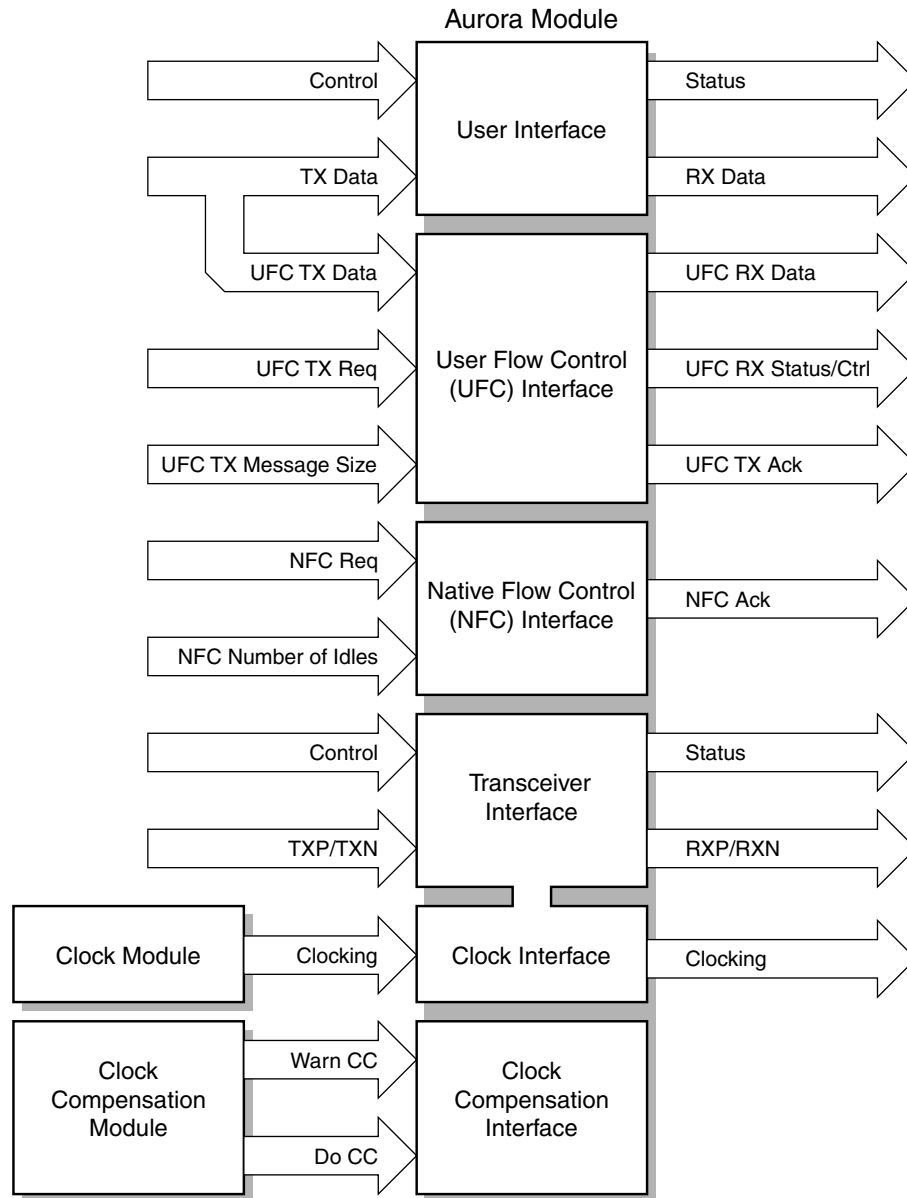 Aurora Module
Control
User Interface
Status
TX Data
RX Data
UFC TX Data
UFC RX Data
UFC TX Req
User Flow Control
(UFC) Interface
UFC RX Status/Ctrl
UFC TX Message Size
UFC TX Ack
NFC Req
Native Flow Control
(NFC) Interface
NFC Ack
NFC Number of Idles
Control
Transceiver
Interface
Status
TXP/TXN
RXP/RXN
Clock Module
Clocking
Clock Interface
Clocking
Clock
Compensation
Module
Warn CC
Do CC
Clock
Compensation
Interface